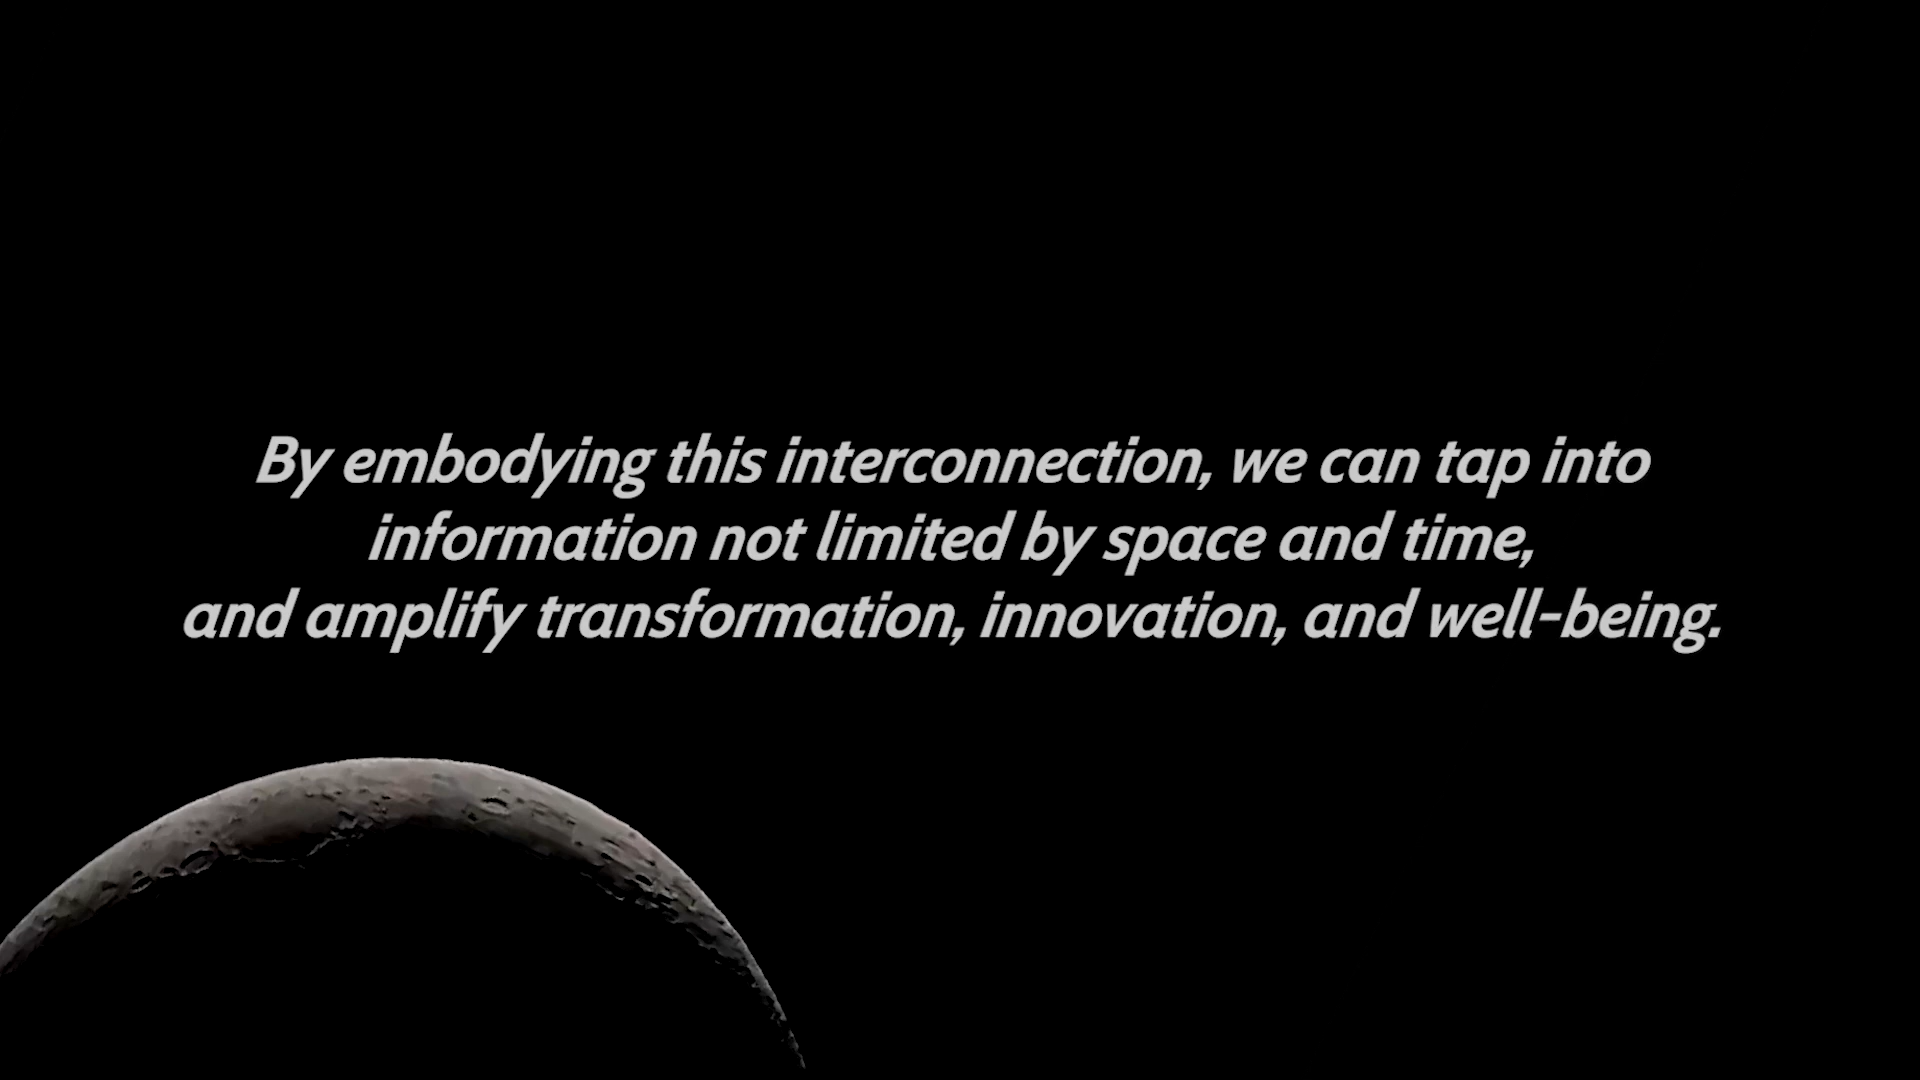 By embodying this interconnection, we can tap into
information not limited by space and time,
and amplify transformation, innovation, and well-being.